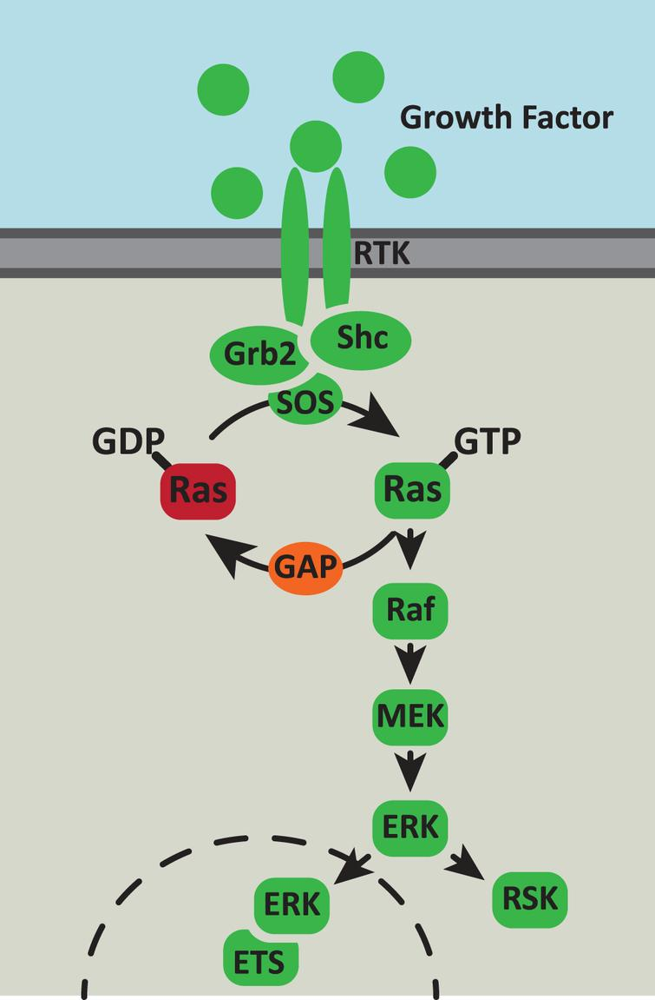 Growth Factor
RTK
Grb2
Shc
SOS
GDP
GTP
Ras
Ras
GAP
Raf
MEK
ERK
ERK
RSK
ETS